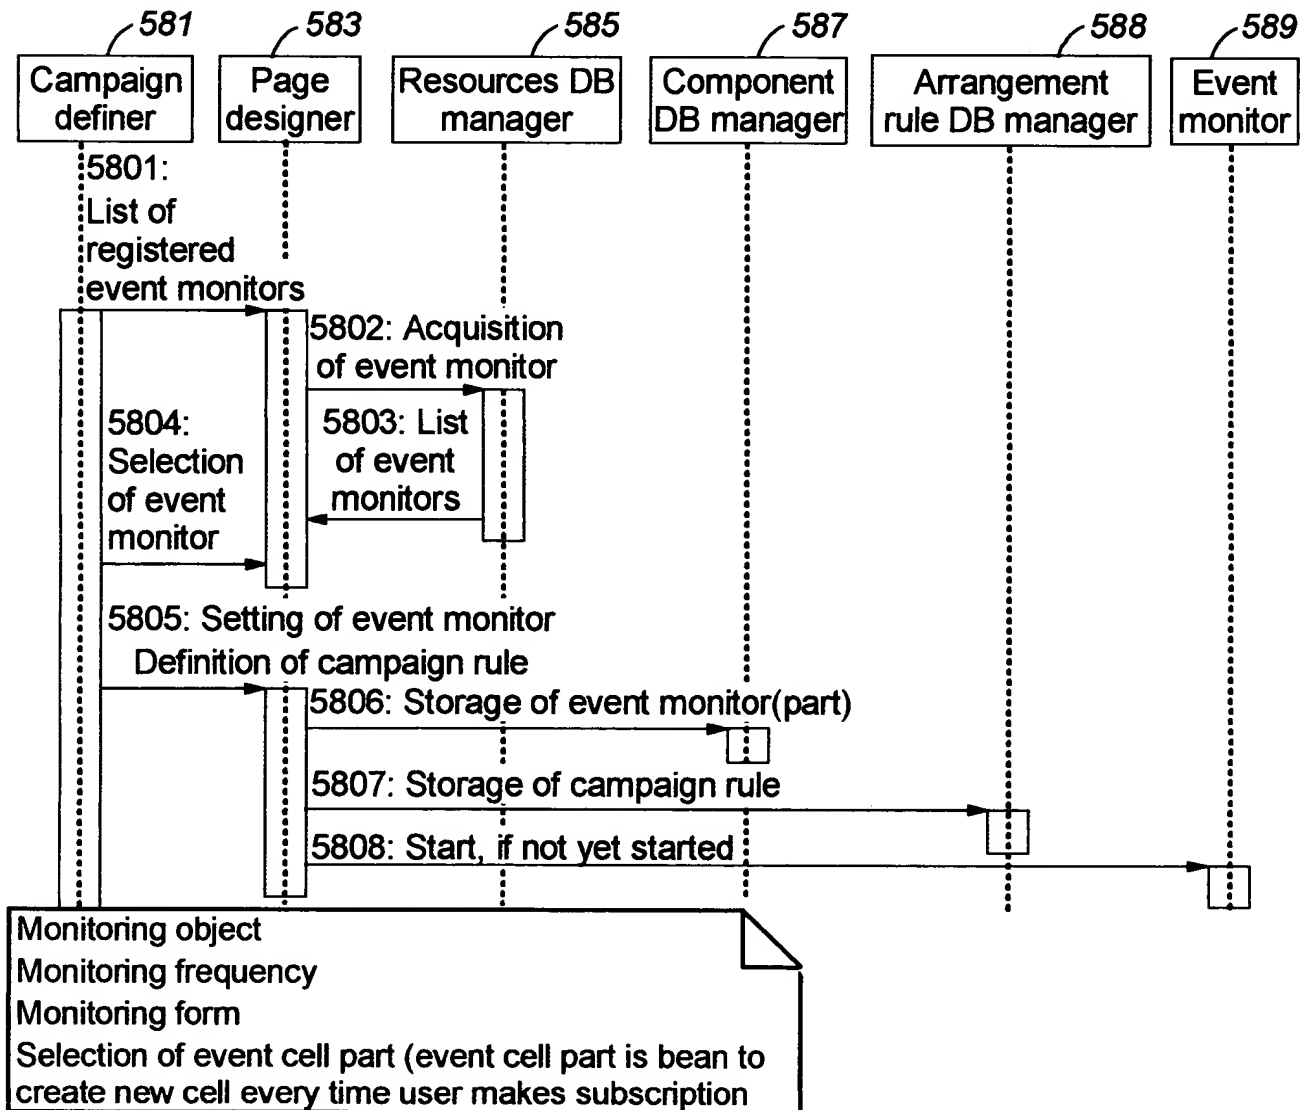 581
583
585
587
588
589
Campaign
definer
Page
designer
Resources DB
manager
Component
DB manager
Arrangement
rule DB manager
Event
monitor
5801:
List of
registered
event monitors
5802: Acquisition
of event monitor
5803: List
of event
monitors
5804:
Selection
of event
monitor
5805: Setting of event monitor
Definition of campaign rule
5806: Storage of event monitor(part)
5807: Storage of campaign rule
5808: Start, if not yet started
Monitoring object
Monitoring frequency
Monitoring form
Selection of event cell part (event cell part is bean to
create new cell every time user makes subscription